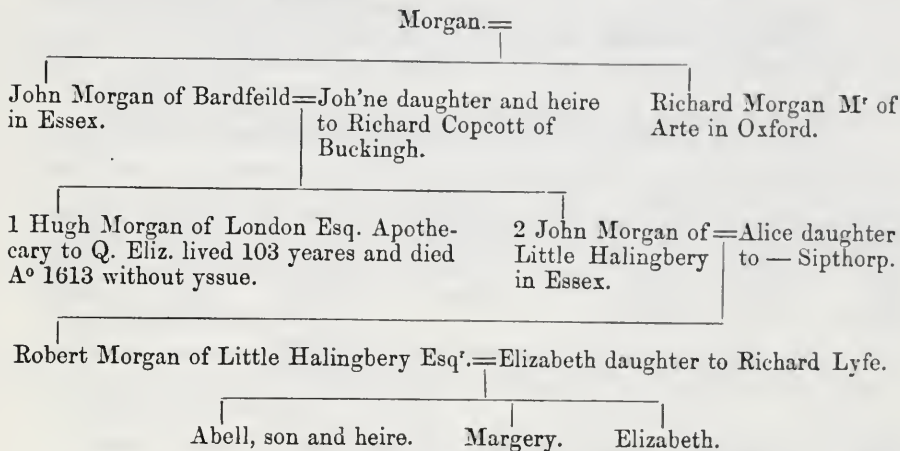 Morgan.=
John Morgan of Bardfeild=Joh'ne daughter and heire
in Essex.
to Richard Copcott of
Buckingh.
Richard Morgan Mʳ of
Arte in Oxford.
1 Hugh Morgan of London Esq. Apothe-
cary to Q. Eliz. lived 103 yeares and died
Aº 1613 without yssue.
2 John Morgan of=Alice daughter
Little Halingbery
in Essex.
to — Sipthorp.
Robert Morgan of Little Halingbery Esqʳ.=Elizabeth daughter to Richard Lyfe.
Abell, son and heire.
Margery.
Elizabeth.